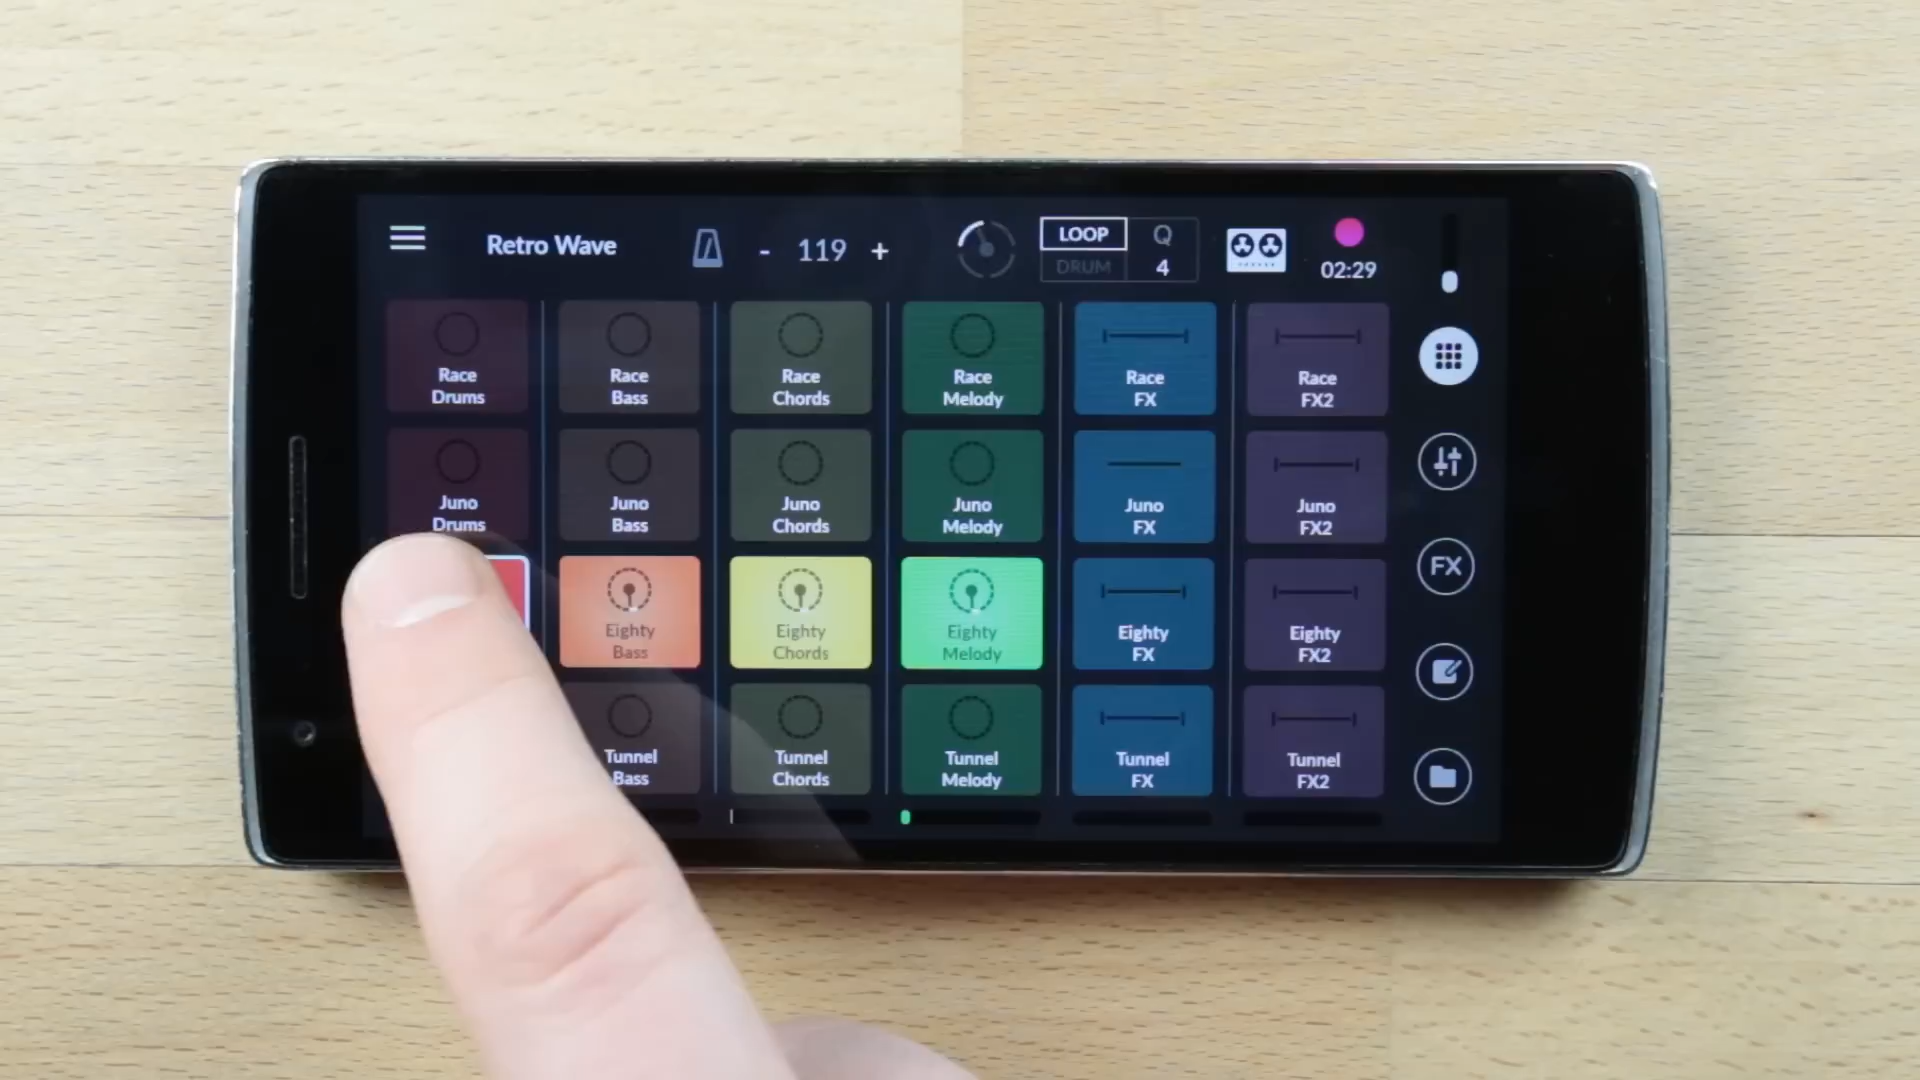 Retro Wave
- 119 +
LOOP
DRUM
Q
4
02:29
Race
Drums
Race
Bass
Race
Chords
Race
Melody
Race
FX
Race
FX2
Juno
Drums
Juno
Bass
Juno
Chords
Juno
Melody
Juno
FX
Juno
FX2
Eighty
Bass
Eighty
Chords
Eighty
Melody
Eighty
FX
Eighty
FX2
FX
Tunnel
Bass
Tunnel
Chords
Tunnel
Melody
Tunnel
FX
Tunnel
FX2